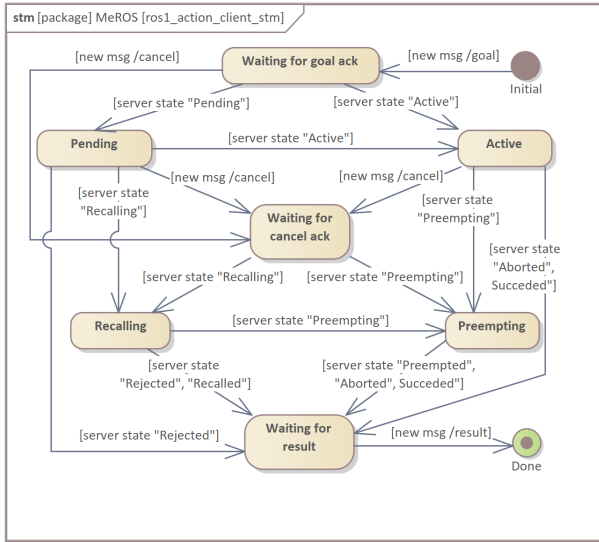 stm [package] MeROS [ros1_action_client_stm]
[new msg /cancel]
Waiting for goal ack
[new msg /goal]
Initial
[server state "Pending"]
[server state "Active"]
Pending
[server state "Active"]
Active
[server state
"Recalling"]
[new msg /cancel]
[new msg /cancel]
[server state
"Preempting"]
Waiting for
cancel ack
[server state
"Aborted",
Succeded"]
[server state "Recalling"]
[server state "Preempting"]
Recalling
[server state "Preempting"]
Preempting
[server state
"Rejected", "Recalled"]
[server state "Preempted",
"Aborted", Succeded"]
Waiting for
result
[server state "Rejected"]
[new msg /result]
Done